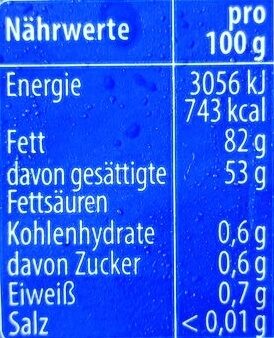 Nährwerte pro 100 g
Energie 3056 kJ
743 kcal
Fett 82 g
davon gesättigte 53 g
Fettsäuren
Kohlenhydrate 0,6 g
davon Zucker 0,6 g
Eiweiß 0,7 g
Salz < 0,01 g